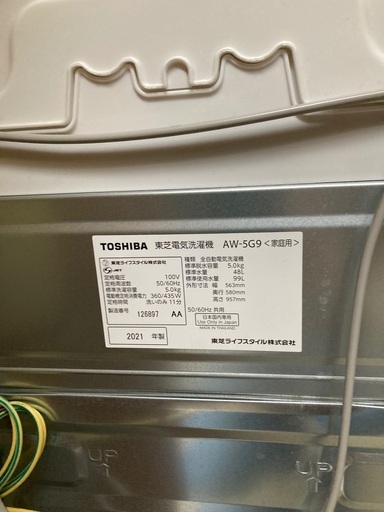 TOSHIBA 東芝電気洗濯機 AW-5G9<家庭用>
東芝ライフスタイル株式会社
JET
定格電圧 100V
定格周波数 50/60Hz
標準洗濯容量 5.0kg
電動機定格消費電力 360/435W
定格時間 洗いのみ 11分
製造番号 126897 AA
2021 年製
種類 全自動電気洗濯機
標準脱水容量 5.0kg
標準水量 48L
標準使用水量 99L
外形寸法 幅 563mm
奥行 580mm
高さ 957mm
50/60Hz 共用
日本国内専用
Use Only in Japan
MADE IN THAILAND
東芝ライフスタイル株式会社
UP
UP